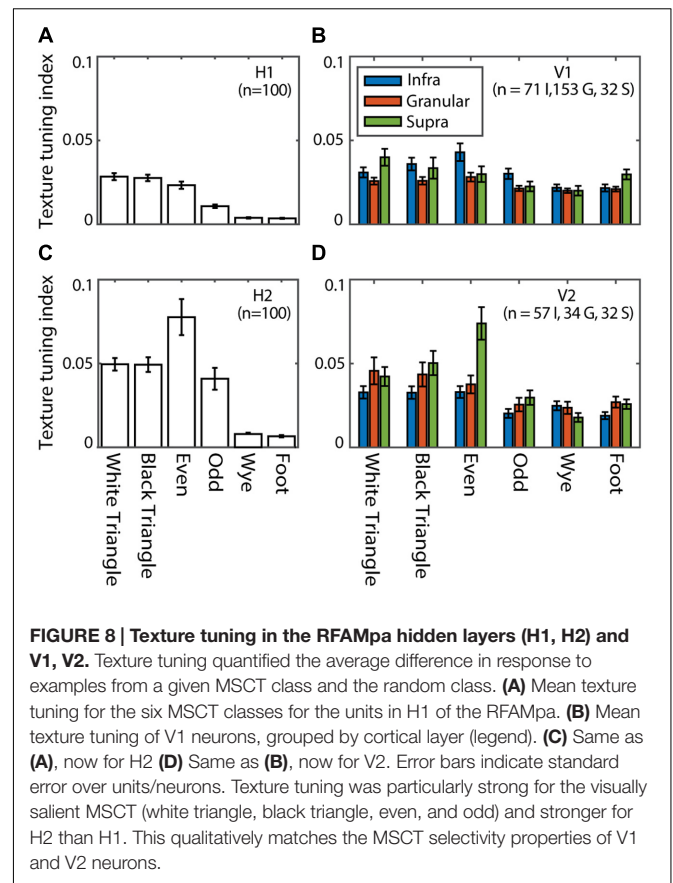 A
0.1
H1
(n=100)
Texture tuning index
0.05
0
B
0.1
Infra
Granular
Supra
V1
(n = 71 I,153 G, 32 S)
0.05
0
C
0.1
H2
(n=100)
Texture tuning index
0.05
0
White Triangle
Black Triangle
Even
Odd
Wye
Foot
D
0.1
V2
(n = 57 I, 34 G, 32 S)
0.05
0
White Triangle
Black Triangle
Even
Odd
Wye
Foot
FIGURE 8 | Texture tuning in the RFAMpa hidden layers (H1, H2) and
V1, V2. Texture tuning quantified the average difference in response to
examples from a given MSCT class and the random class. (A) Mean texture
tuning for the six MSCT classes for the units in H1 of the RFAMpa. (B) Mean
texture tuning of V1 neurons, grouped by cortical layer (legend). (C) Same as
(A), now for H2 (D) Same as (B), now for V2. Error bars indicate standard
error over units/neurons. Texture tuning was particularly strong for the visually
salient MSCT (white triangle, black triangle, even, and odd) and stronger for
H2 than H1. This qualitatively matches the MSCT selectivity properties of V1
and V2 neurons.